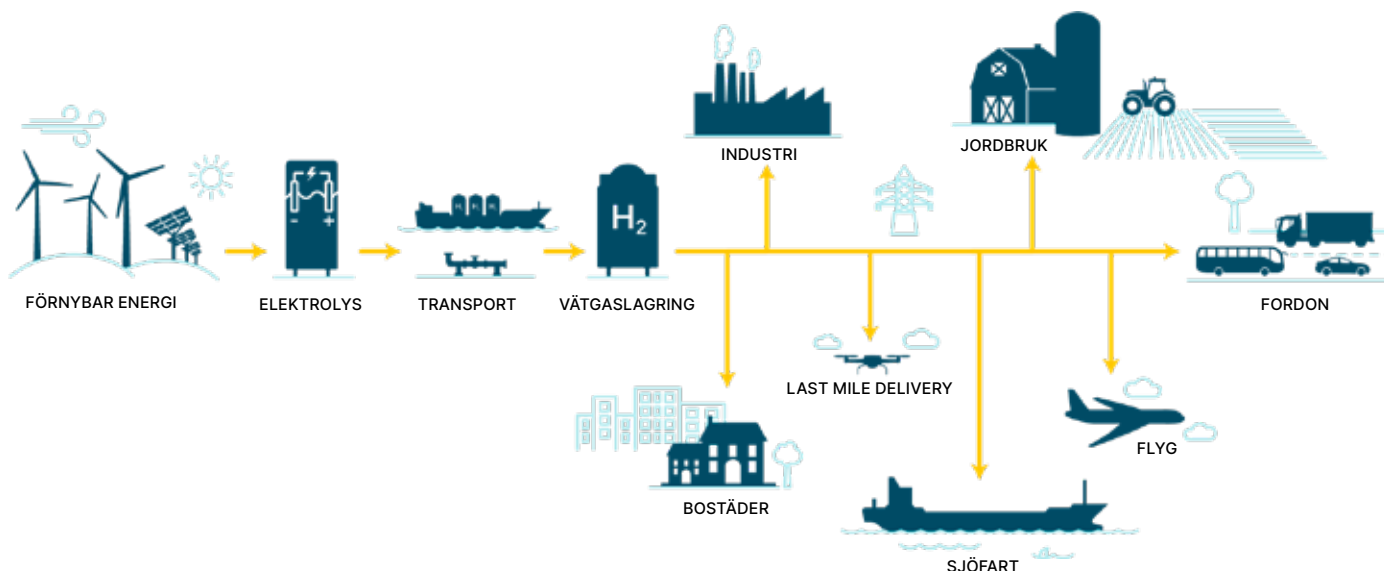 INDUSTRI
JORDBRUK
H2
- +
FÖRNYBAR ENERGI
ELEKTROLYS
TRANSPORT
VÄTGASLAGRING
FORDON
LAST MILE DELIVERY
FLYG
BOSTÄDER
SJÖFART